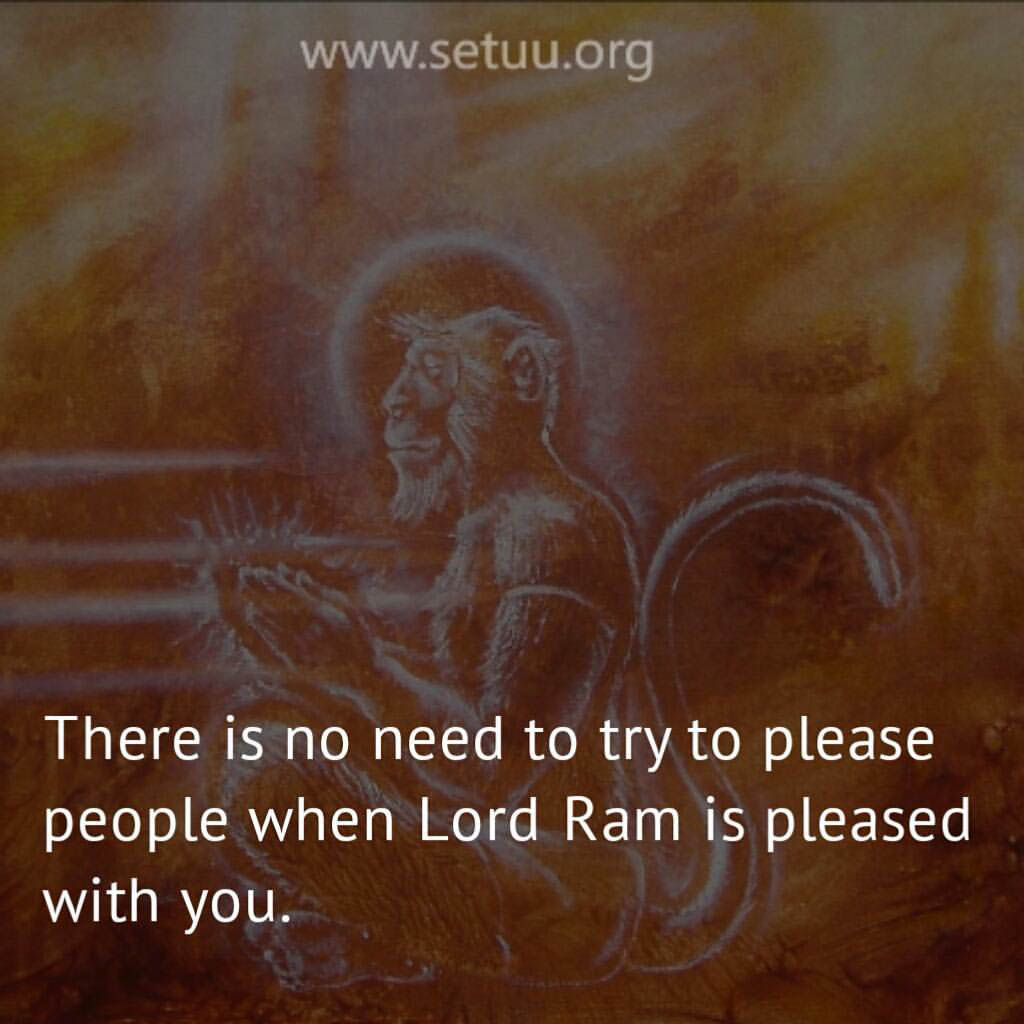 www.setuu.org
There is no need to try to please
people when Lord Ram is pleased
with you.